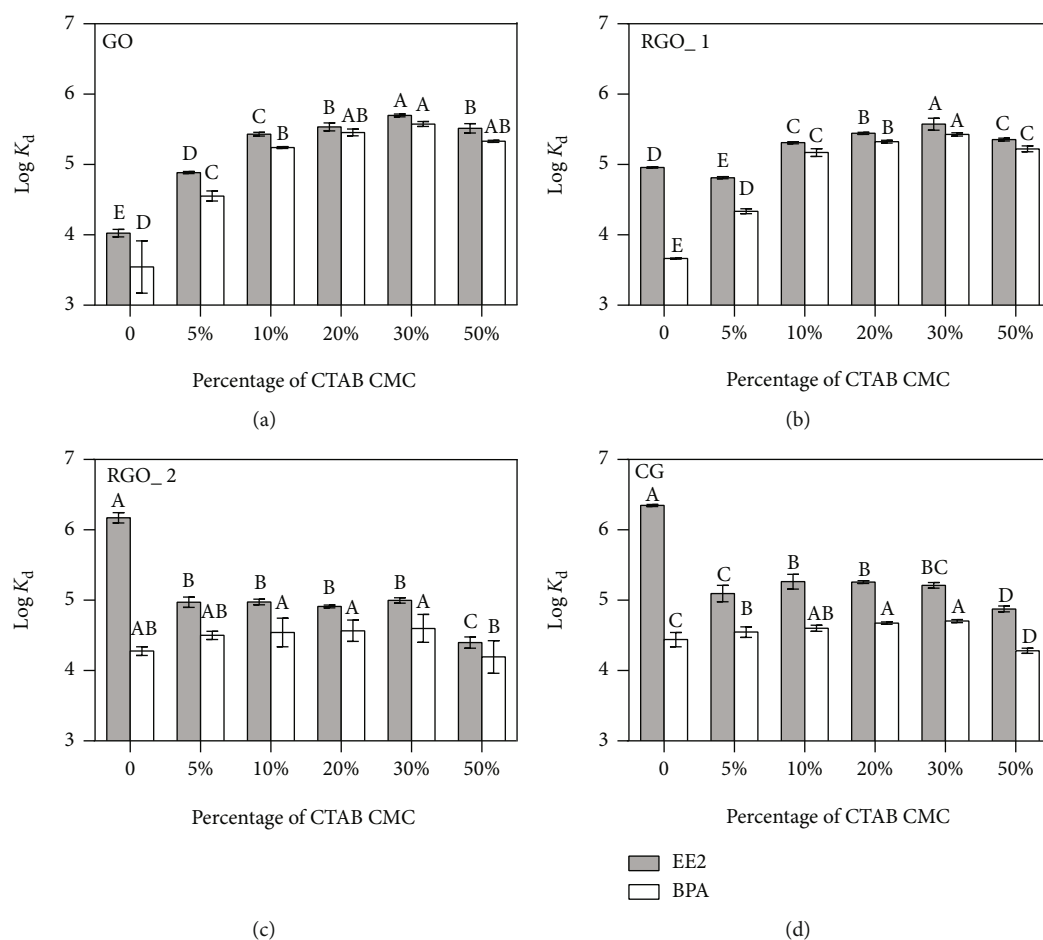 7
6
5
4
3
Log Kd
GO
E D
D C
C B
B AB
A A
B AB
0 5% 10% 20% 30% 50%
Percentage of CTAB CMC
(a)
7
6
5
4
3
Log Kd
RGO_ 1
D E
E D
C C
B B
A A
C C
0 5% 10% 20% 30% 50%
Percentage of CTAB CMC
(b)
7
6
5
4
3
Log Kd
RGO_ 2
A AB
B AB
B A
B A
B A
C B
0 5% 10% 20% 30% 50%
Percentage of CTAB CMC
(c)
7
6
5
4
3
Log Kd
CG
A C
C B
B AB
B A
BC A
D D
0 5% 10% 20% 30% 50%
Percentage of CTAB CMC
EE2
BPA
(d)